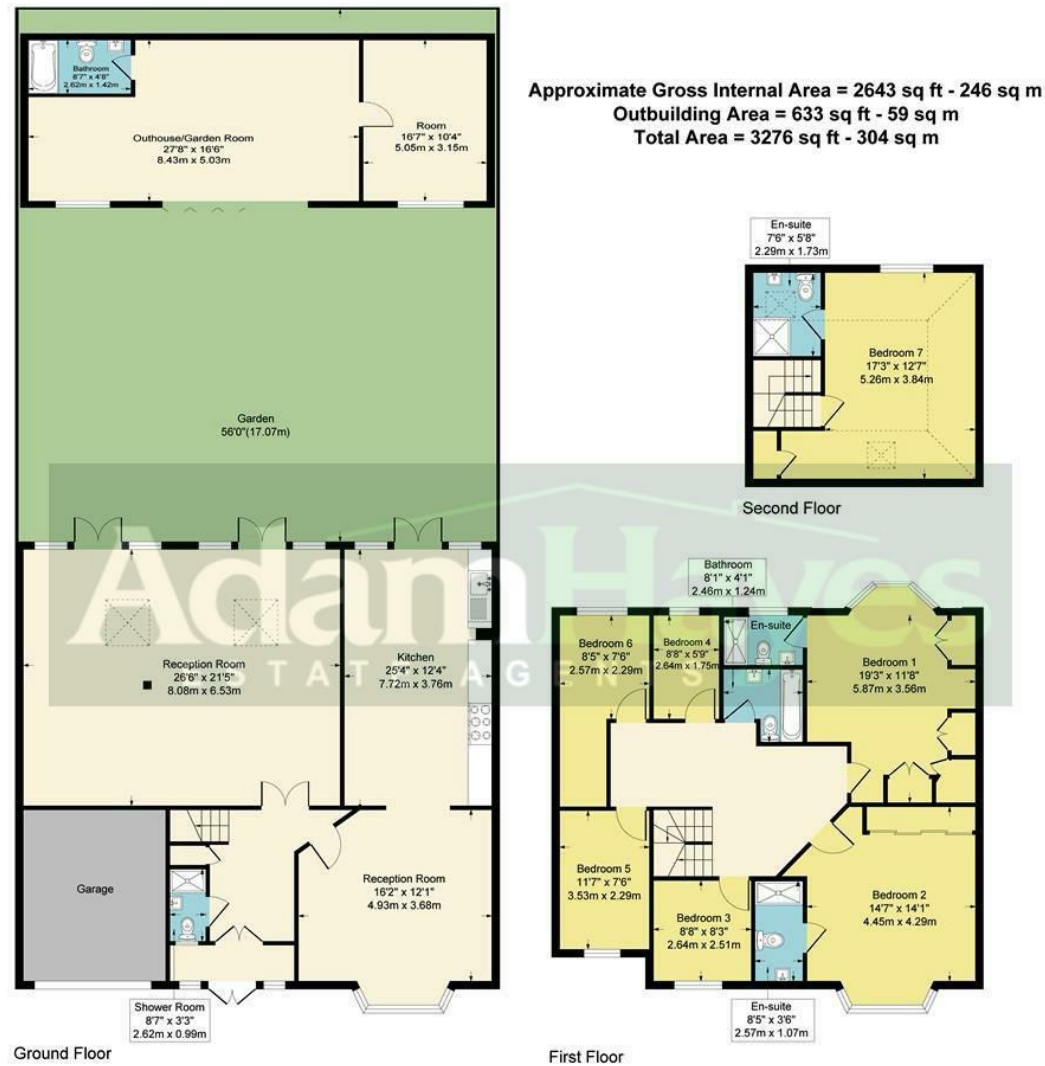 Approximate Gross Internal Area = 2643 sq ft - 246 sq m
Outbuilding Area = 633 sq ft - 59 sq m
Total Area = 3276 sq ft - 304 sq m
Bathroom
8'7" x 4'8"
2.62m x 1.42m
Outhouse/Garden Room
27'8" x 16'6"
8.43m x 5.03m
Room
16'7" x 10'4"
5.05m x 3.15m
Garden
56'0"(17.07m)
Reception Room
26'6" x 21'5"
8.08m x 6.53m
Kitchen
25'4" x 12'4"
7.72m x 3.76m
Garage
Reception Room
16'2" x 12'1"
4.93m x 3.68m
Shower Room
8'7" x 3'3"
2.62m x 0.99m
Ground Floor
En-suite
7'6" x 5'8"
2.29m x 1.73m
Bedroom 7
17'3" x 12'7"
5.26m x 3.84m
Second Floor
Bathroom
8'1" x 4'1"
2.46m x 1.24m
En-suite
Bedroom 6
8'5" x 7'6"
2.57m x 2.29m
Bedroom 4
8'8" x 5'9"
2.64m x 1.75m
Bedroom 1
19'3" x 11'8"
5.87m x 3.56m
Bedroom 5
11'7" x 7'6"
3.53m x 2.29m
Bedroom 3
8'8" x 8'3"
2.64m x 2.51m
Bedroom 2
14'7" x 14'1"
4.45m x 4.29m
En-suite
8'5" x 3'6"
2.57m x 1.07m
First Floor
AdamHayes
ESTATE AGENTS